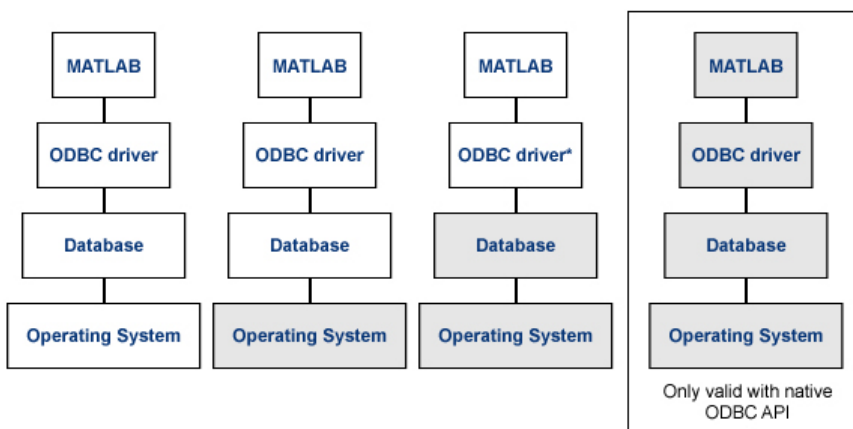 MATLAB
ODBC driver
Database
Operating System
MATLAB
ODBC driver
Database
Operating System
MATLAB
ODBC driver*
Database
Operating System
MATLAB
ODBC driver
Database
Operating System
Only valid with native
ODBC API